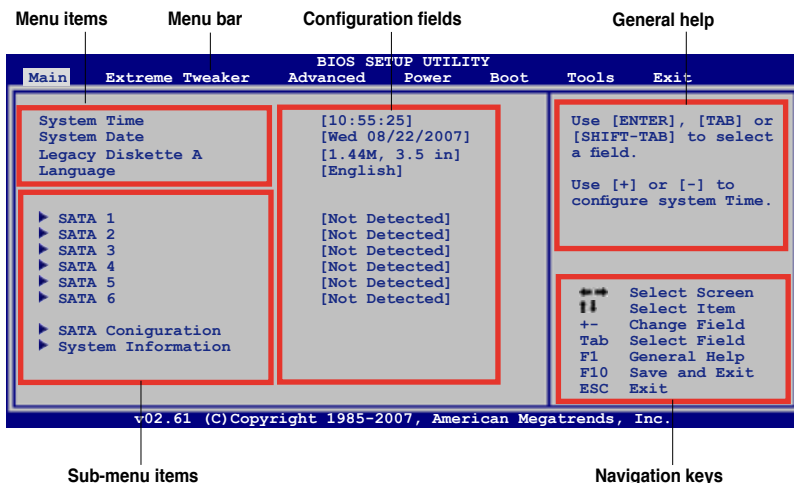 Menu items Menu bar Configuration fields General help
BIOS SETUP UTILITY
Main Extreme Tweaker Advanced Power Boot Tools Exit
System Time [10:55:25]
System Date [Wed 08/22/2007]
Legacy Diskette A [1.44M, 3.5 in]
Language [English]
SATA 1 [Not Detected]
SATA 2 [Not Detected]
SATA 3 [Not Detected]
SATA 4 [Not Detected]
SATA 5 [Not Detected]
SATA 6 [Not Detected]
SATA Coniguration
System Information
Use [ENTER], [TAB] or
[SHIFT-TAB] to select
a field.
Use [+] or [-] to
configure system Time.
←→ Select Screen
↑↓ Select Item
+- Change Field
Tab Select Field
F1 General Help
F10 Save and Exit
ESC Exit
v02.61 (C)Copyright 1985-2007, American Megatrends, Inc.
Sub-menu items Navigation keys